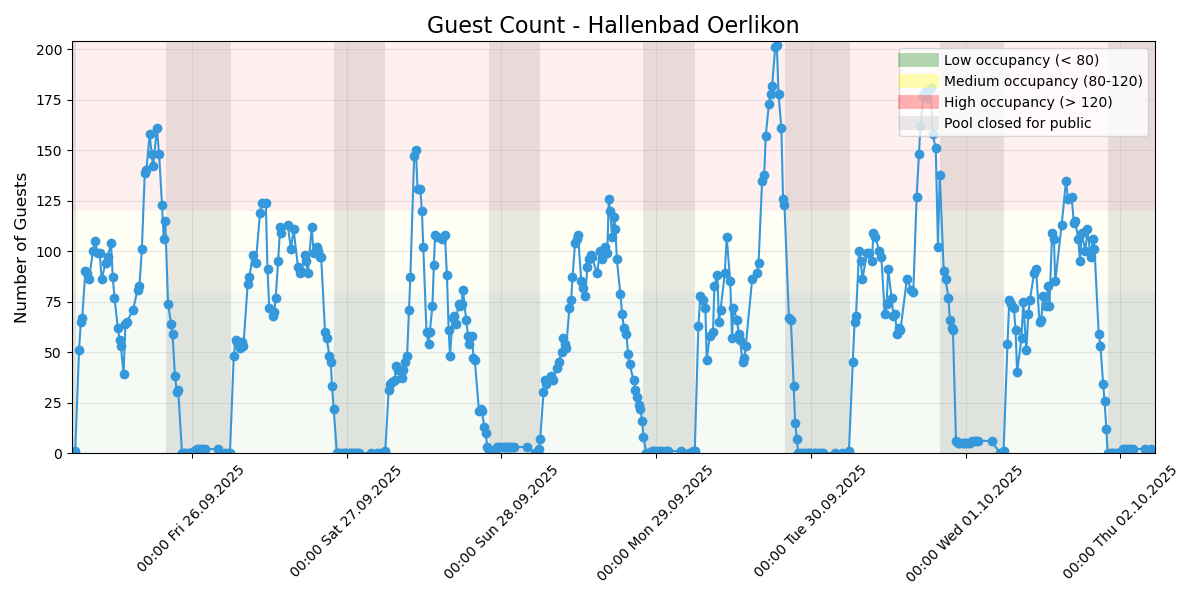 Guest Count - Hallenbad Oerlikon
Number of Guests
200
175
150
125
100
75
50
25
0
Low occupancy (< 80)
Medium occupancy (80-120)
High occupancy (> 120)
Pool closed for public
00:00 Fri 26.09.2025
00:00 Sat 27.09.2025
00:00 Sun 28.09.2025
00:00 Mon 29.09.2025
00:00 Tue 30.09.2025
00:00 Wed 01.10.2025
00:00 Thu 02.10.2025